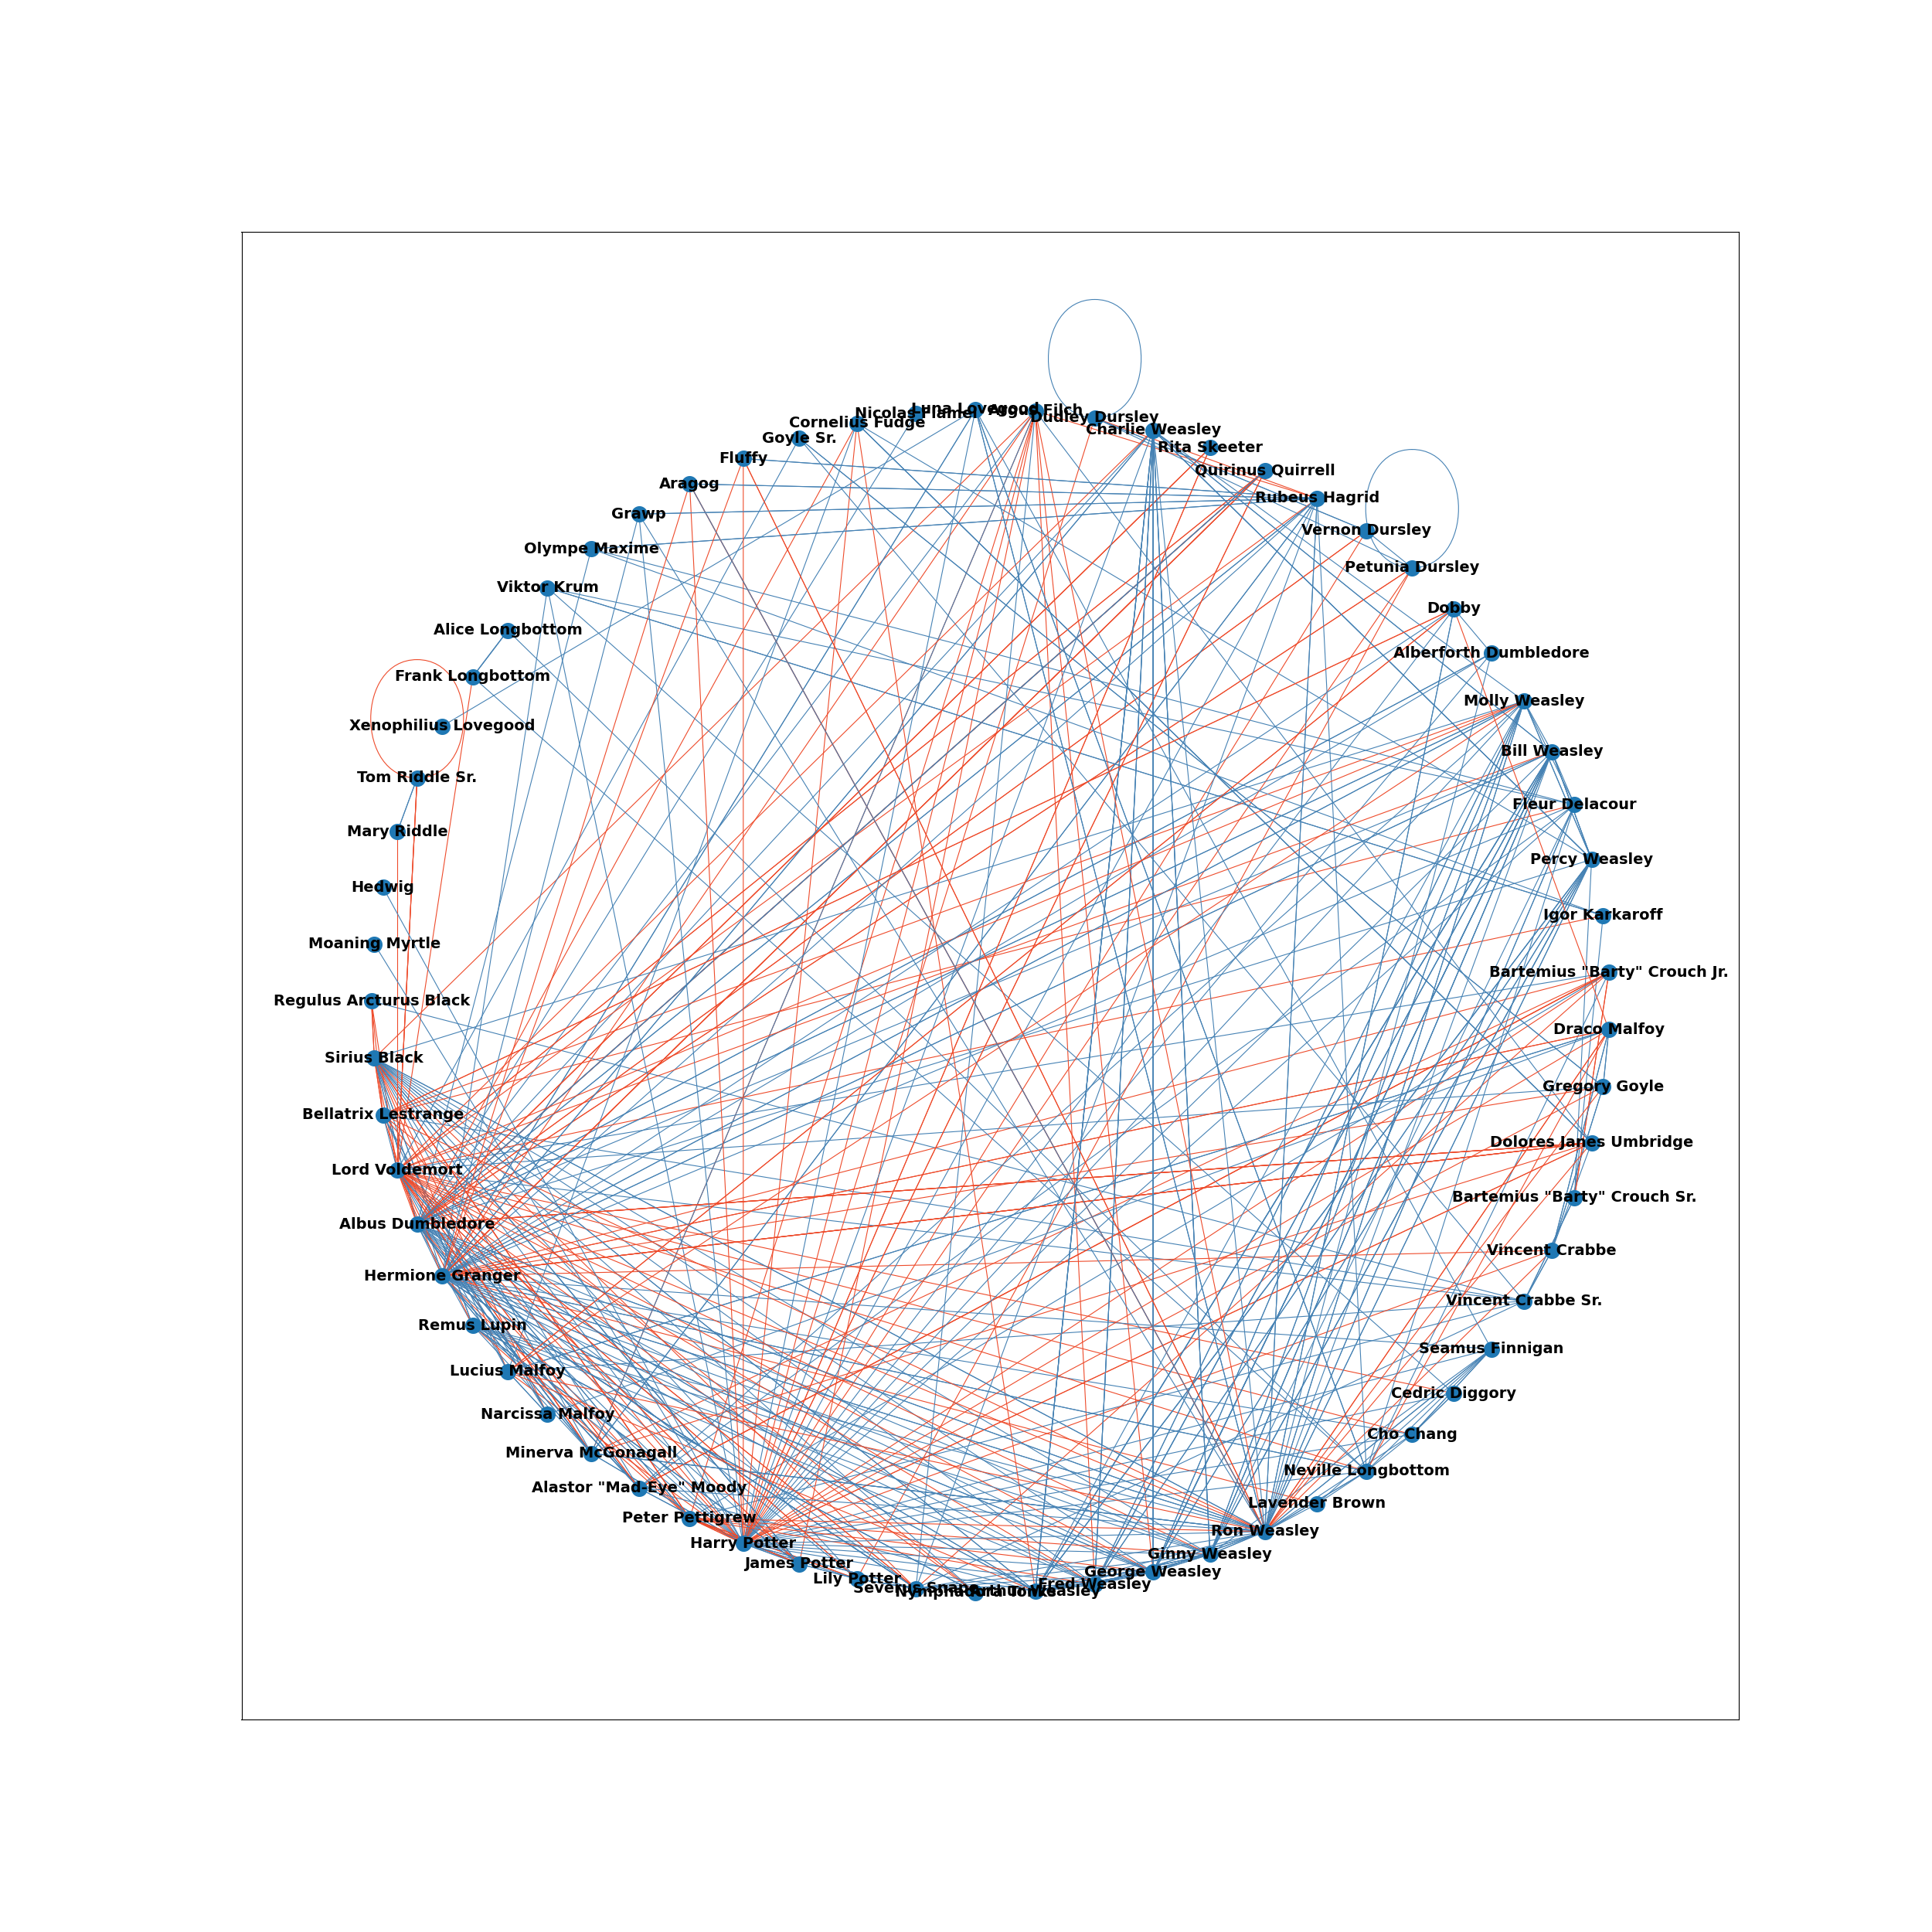 Luna Lovegood
Argus Filch
Nicolas Flamel
Dudley Dursley
Cornelius Fudge
Charlie Weasley
Goyle Sr.
Rita Skeeter
Fluffy
Quirinus Quirrell
Aragog
Rubeus Hagrid
Grawp
Vernon Dursley
Olympe Maxime
Petunia Dursley
Viktor Krum
Dobby
Alice Longbottom
Alberforth Dumbledore
Frank Longbottom
Molly Weasley
Xenophilius Lovegood
Bill Weasley
Tom Riddle Sr.
Fleur Delacour
Mary Riddle
Percy Weasley
Hedwig
Igor Karkaroff
Moaning Myrtle
Bartemius "Barty" Crouch Jr.
Regulus Arcturus Black
Draco Malfoy
Sirius Black
Gregory Goyle
Bellatrix Lestrange
Dolores Janes Umbridge
Lord Voldemort
Bartemius "Barty" Crouch Sr.
Albus Dumbledore
Vincent Crabbe
Hermione Granger
Vincent Crabbe Sr.
Remus Lupin
Seamus Finnigan
Lucius Malfoy
Cedric Diggory
Narcissa Malfoy
Cho Chang
Minerva McGonagall
Neville Longbottom
Alastor "Mad-Eye" Moody
Lavender Brown
Peter Pettigrew
Ron Weasley
Harry Potter
Ginny Weasley
James Potter
George Weasley
Lily Potter
Fred Weasley
Severus Snape
Nymphadora Tonks
Arthur Weasley